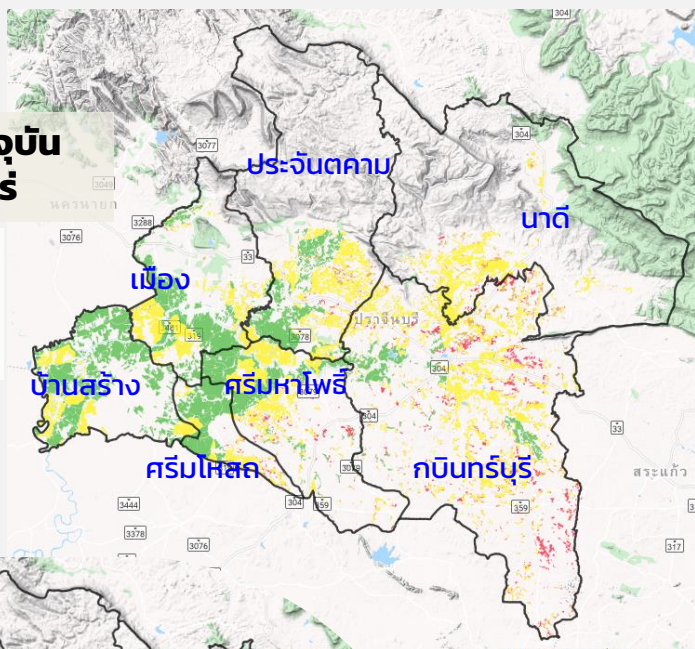 304
3077
จุบัน
ร่
ประจันตคาม
304
3049
นครนายก
3288
3076
33
นาดี
เมือง
3481
319
ปราจีนบุรี
3078
304
บ้านสร้าง
ศรีมหาโพธิ์
304
33
ศรีมโหสถ
3079
กบินทร์บุรี
สระแก้ว
3444
304
359
359
3378
3076
317